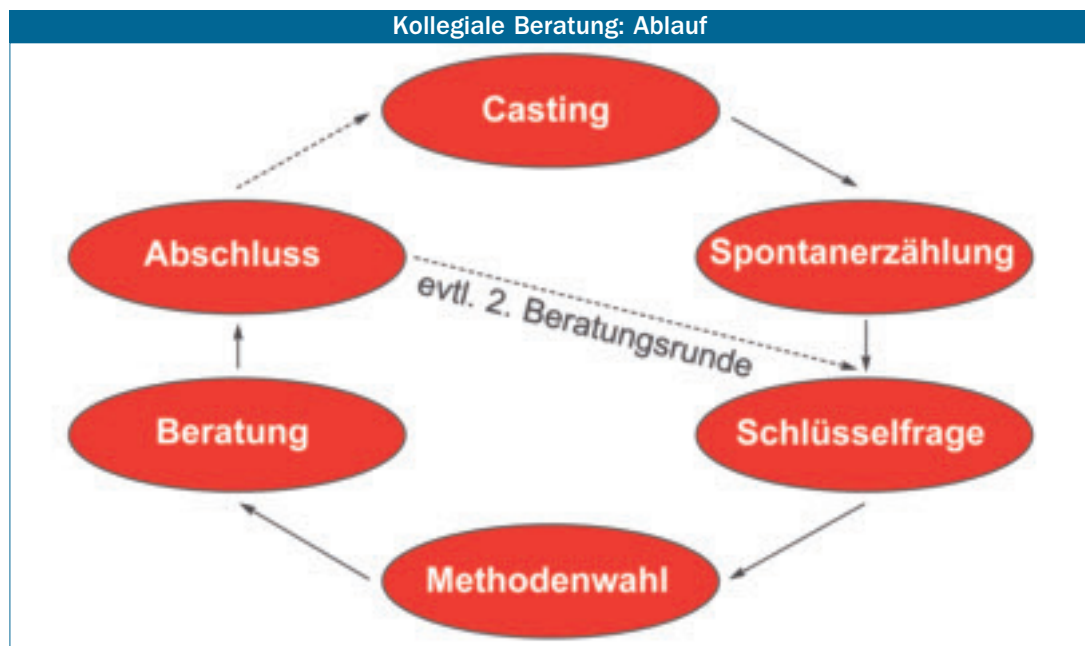 Kollegiale Beratung: Ablauf
Casting
Spontanerzählung
Schlüsselfrage
Methodenwahl
Beratung
Abschluss
evtl. 2. Beratungsrunde